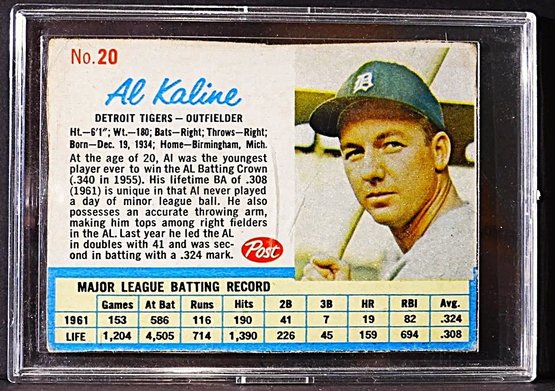 No. 20
Al Kaline
DETROIT TIGERS — OUTFIELDER
Ht.—6'1"; Wt.—180; Bats—Right; Throws—Right;
Born—Dec. 19, 1934; Home—Birmingham, Mich.
At the age of 20, Al was the youngest
player ever to win the AL Batting Crown
(.340 in 1955). His lifetime BA of .308
(1961) is unique in that Al never played
a day of minor league ball. He also
possesses an accurate throwing arm,
making him tops among right fielders
in the AL. Last year he led the AL
in doubles with 41 and was sec-
ond in batting with a .324 mark.
Post
MAJOR LEAGUE BATTING RECORD
Games At Bat Runs Hits 2B 3B HR RBI Avg.
1961 153 586 116 190 41 7 19 82 .324
LIFE 1,204 4,505 714 1,390 226 45 159 694 .308